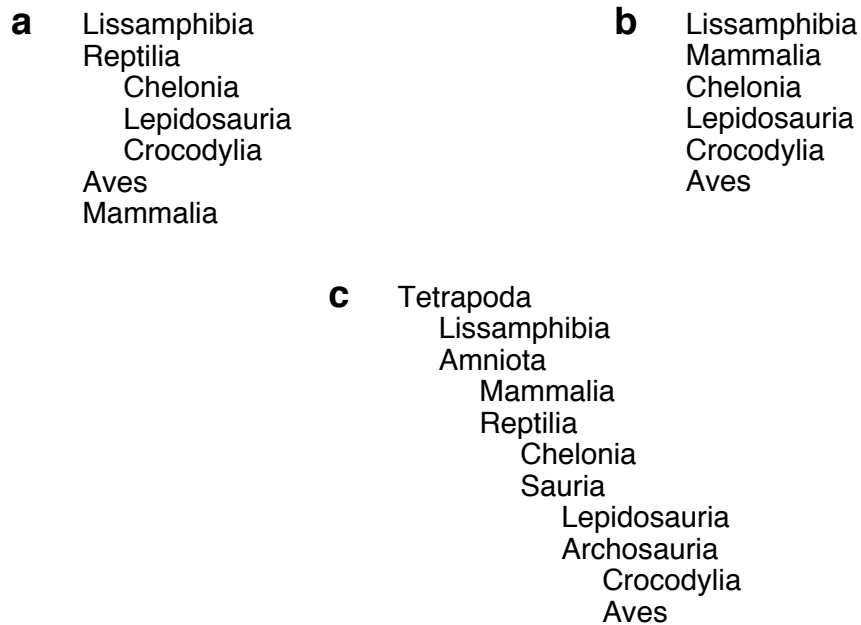 a Lissamphibia
Reptilia
Chelonia
Lepidosauria
Crocodylia
Aves
Mammalia
b Lissamphibia
Mammalia
Chelonia
Lepidosauria
Crocodylia
Aves
c Tetrapoda
Lissamphibia
Amniota
Mammalia
Reptilia
Chelonia
Sauria
Lepidosauria
Archosauria
Crocodylia
Aves